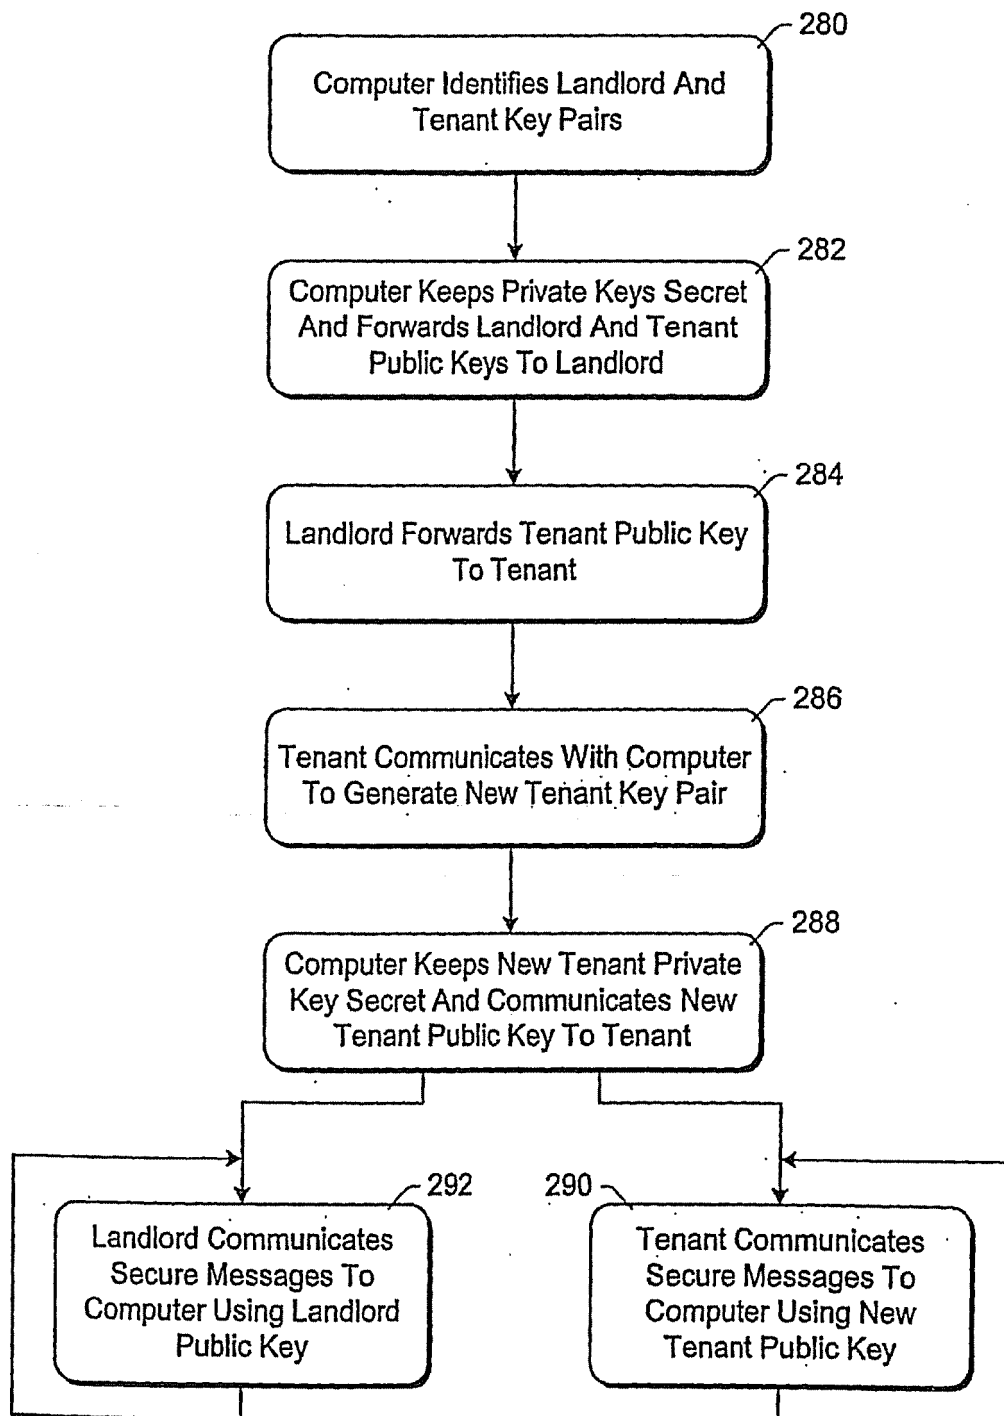 280
Computer Identifies Landlord And
Tenant Key Pairs
282
Computer Keeps Private Keys Secret
And Forwards Landlord And Tenant
Public Keys To Landlord
284
Landlord Forwards Tenant Public Key
To Tenant
286
Tenant Communicates With Computer
To Generate New Tenant Key Pair
288
Computer Keeps New Tenant Private
Key Secret And Communicates New
Tenant Public Key To Tenant
292
Landlord Communicates
Secure Messages To
Computer Using Landlord
Public Key
290
Tenant Communicates
Secure Messages To
Computer Using New
Tenant Public Key